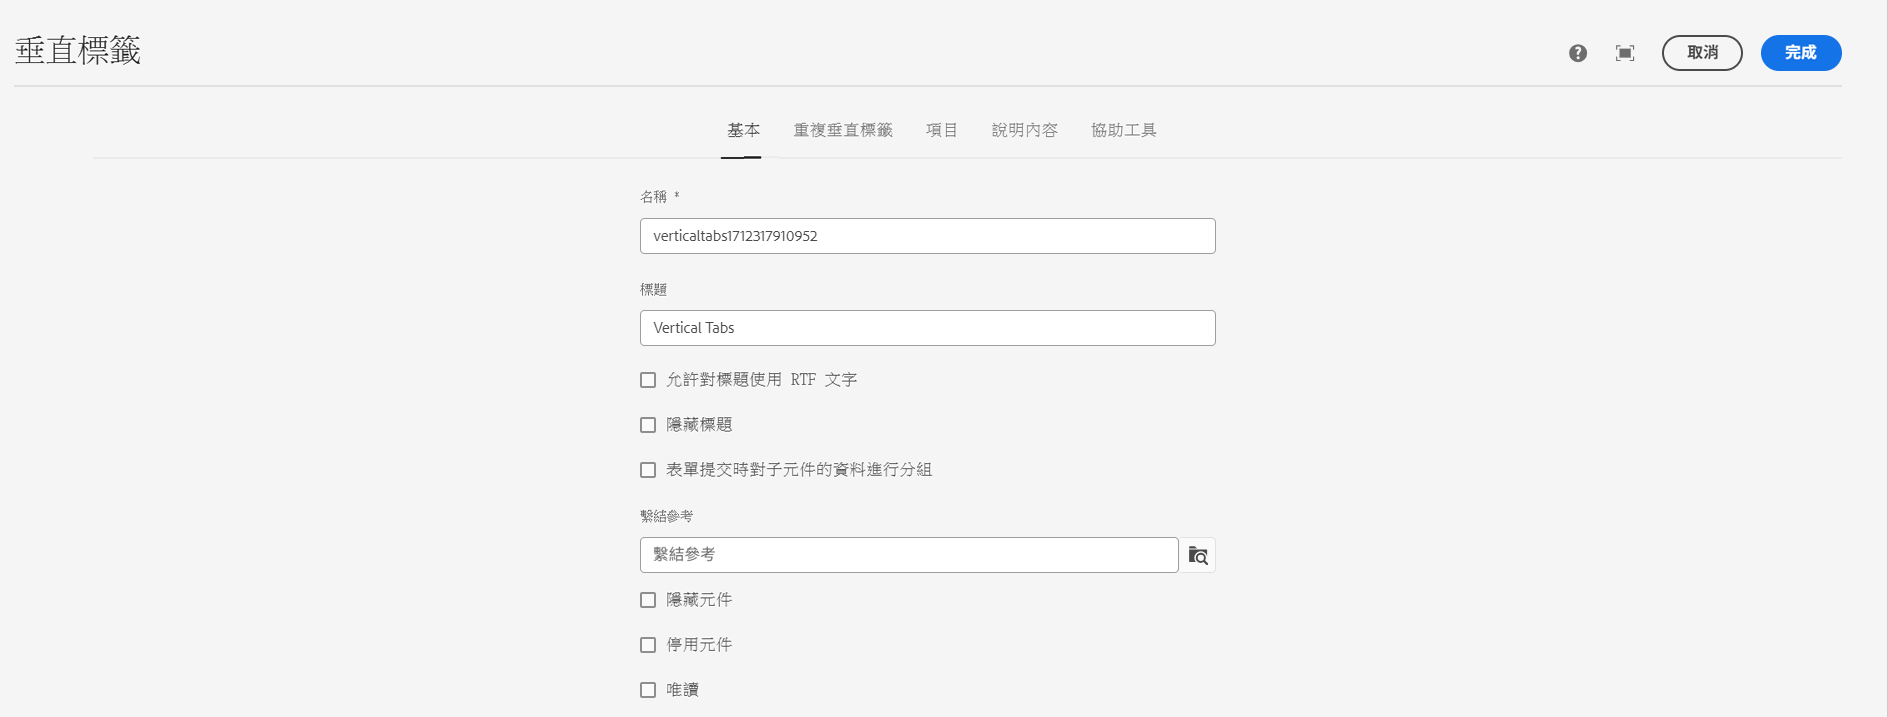 垂直標籤
取消
完成
基本 重複垂直標籤 項目 說明內容 協助工具
名稱 *
verticaltabs1712317910952
標題
Vertical Tabs
允許對標題使用 RTF 文字
隱藏標題
表單提交時對子元件的資料進行分組
繫結參考
繫結參考
隱藏元件
停用元件
唯讀